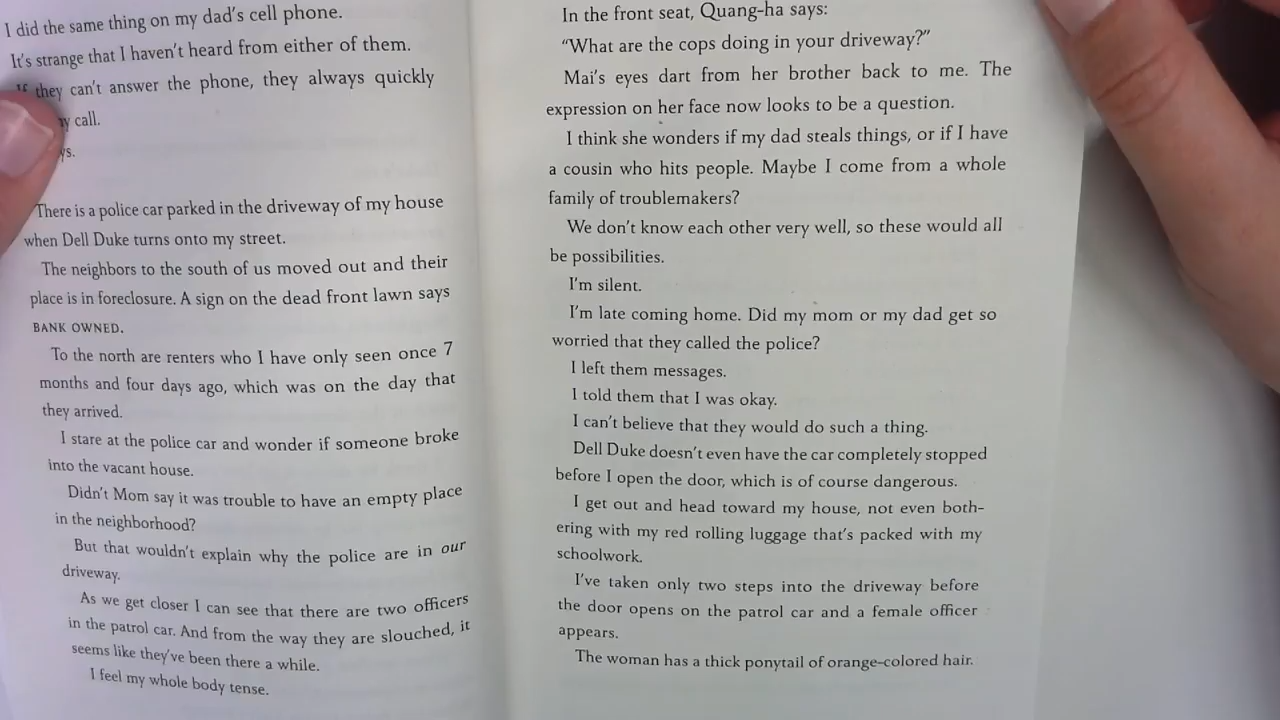 I did the same thing on my dad's cell phone.
It's strange that I haven't heard from either of them.
If they can't answer the phone, they always quickly
call.
There is a police car parked in the driveway of my house
when Dell Duke turns onto my street.
The neighbors to the south of us moved out and their
place is in foreclosure. A sign on the dead front lawn says
BANK OWNED.
To the north are renters who I have only seen once 7
months and four days ago, which was on the day that
they arrived.
I stare at the police car and wonder if someone broke
into the vacant house.
Didn't Mom say it was trouble to have an empty place
in the neighborhood?
But that wouldn't explain why the police are in our
driveway.
As we get closer I can see that there are two officers
in the patrol car. And from the way they are slouched, it
seems like they've been there a while.
I feel my whole body tense.
In the front seat, Quang-ha says:
“What are the cops doing in your driveway?”
Mai's eyes dart from her brother back to me. The
expression on her face now looks to be a question.
I think she wonders if my dad steals things, or if I have
a cousin who hits people. Maybe I come from a whole
family of troublemakers?
We don't know each other very well, so these would all
be possibilities.
I'm silent.
I'm late coming home. Did my mom or my dad get so
worried that they called the police?
I left them messages.
I told them that I was okay.
I can't believe that they would do such a thing.
Dell Duke doesn't even have the car completely stopped
before I open the door, which is of course dangerous.
I get out and head toward my house, not even both-
ering with my red rolling luggage that's packed with my
schoolwork.
I've taken only two steps into the driveway before
the door opens on the patrol car and a female officer
appears.
The woman has a thick ponytail of orange-colored hair.